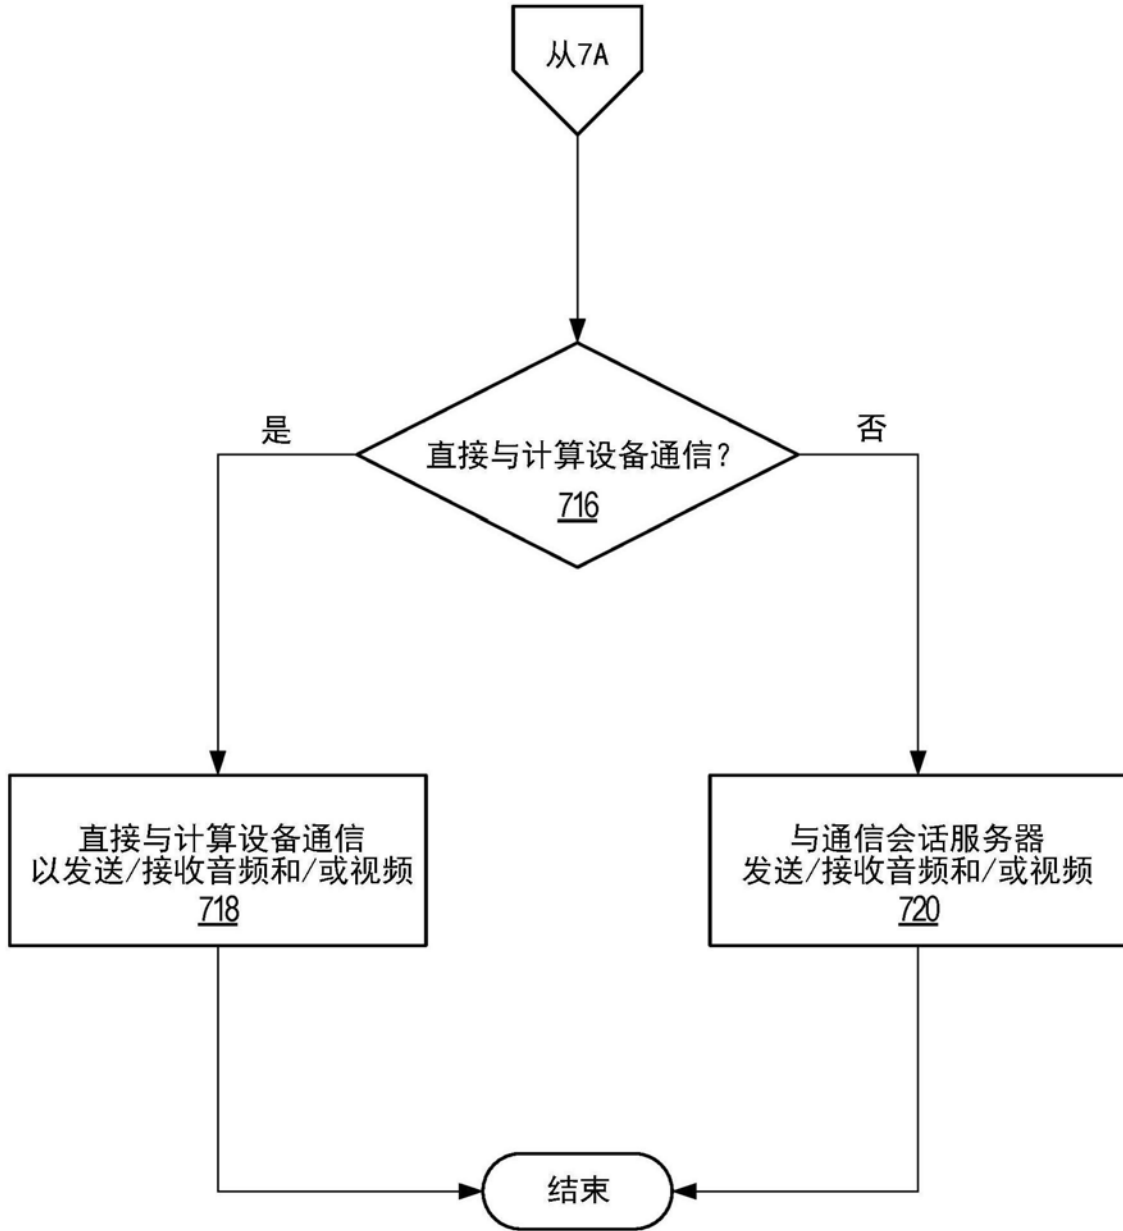 从7A
是
否
直接与计算设备通信？
716
直接与计算设备通信
以发送/接收音频和/或视频
718
与通信会话服务器
发送/接收音频和/或视频
720
结束